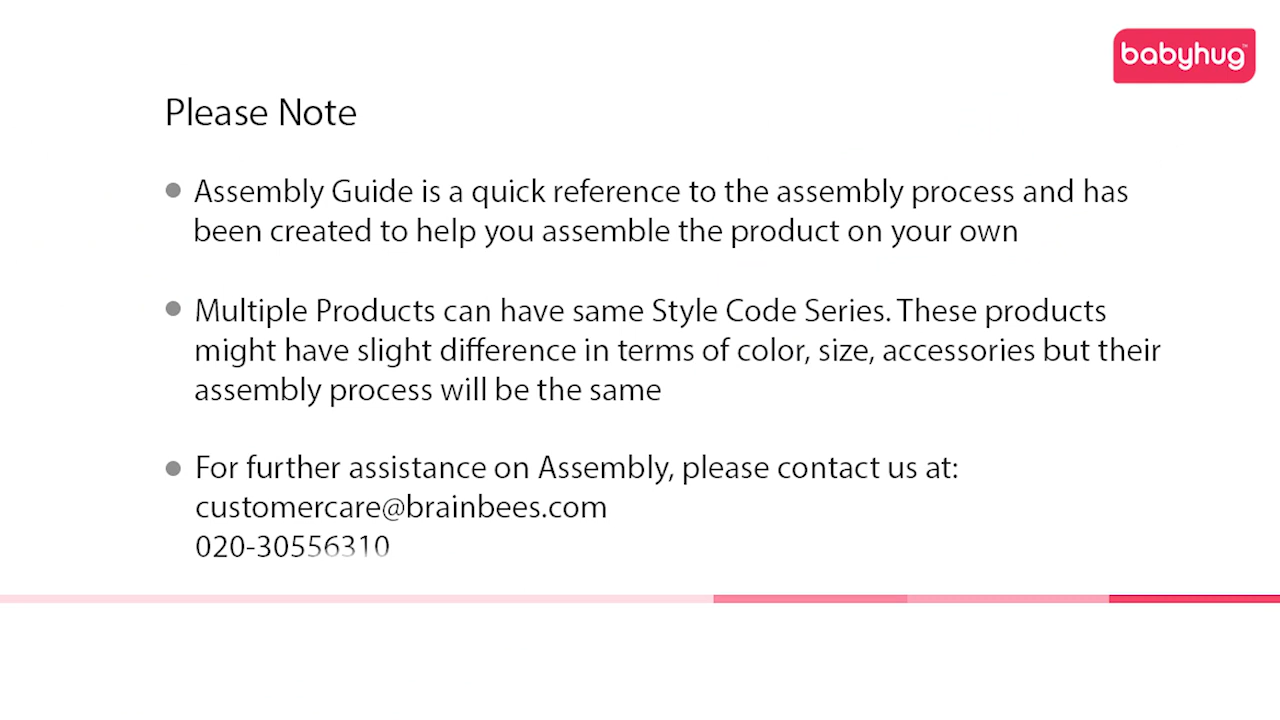 babyhug
Please Note
Assembly Guide is a quick reference to the assembly process and has
been created to help you assemble the product on your own
Multiple Products can have same Style Code Series. These products
might have slight difference in terms of color, size, accessories but their
assembly process will be the same
For further assistance on Assembly, please contact us at:
customercare@brainbees.com
020-30556310